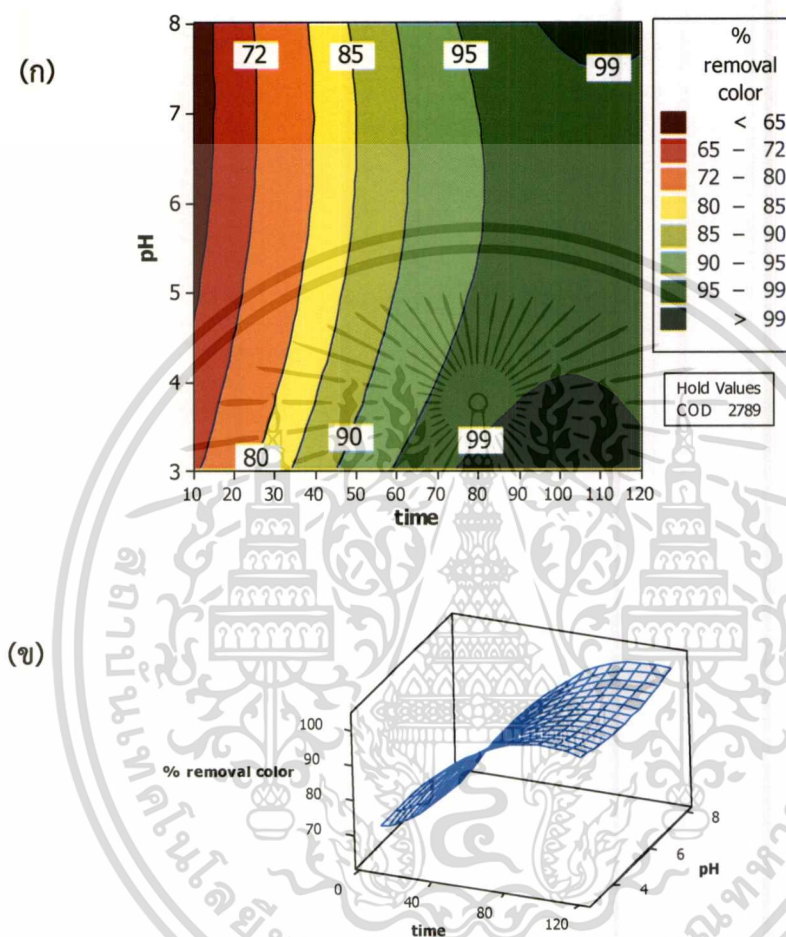 (ก)
8
7
6
5
4
3
pH
72
85
95
99
80
90
99
10 20 30 40 50 60 70 80 90 100 110 120
time
%
removal
color
< 65
65 – 72
72 – 80
80 – 85
85 – 90
90 – 95
95 – 99
> 99
Hold Values
COD 2789
(ข)
100
90
80
70
% removal color
0
40
80
120
time
8
6
4
pH